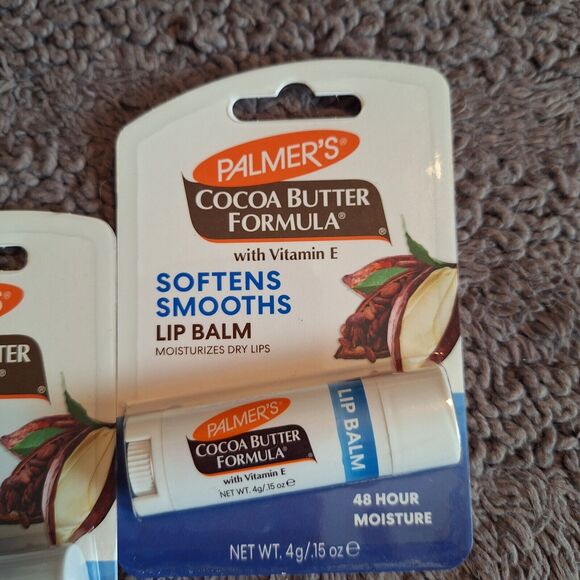 PALMER'S®
COCOA BUTTER
FORMULA®
with Vitamin E
SOFTENS
SMOOTHS
LIP BALM
MOISTURIZES DRY LIPS
PALMER'S®
COCOA BUTTER
FORMULA®
with Vitamin E
NET WT. 4g/.15 oz e
LIP BALM
48 HOUR
MOISTURE
NET WT. 4g/.15 oz e
R'S®
TER